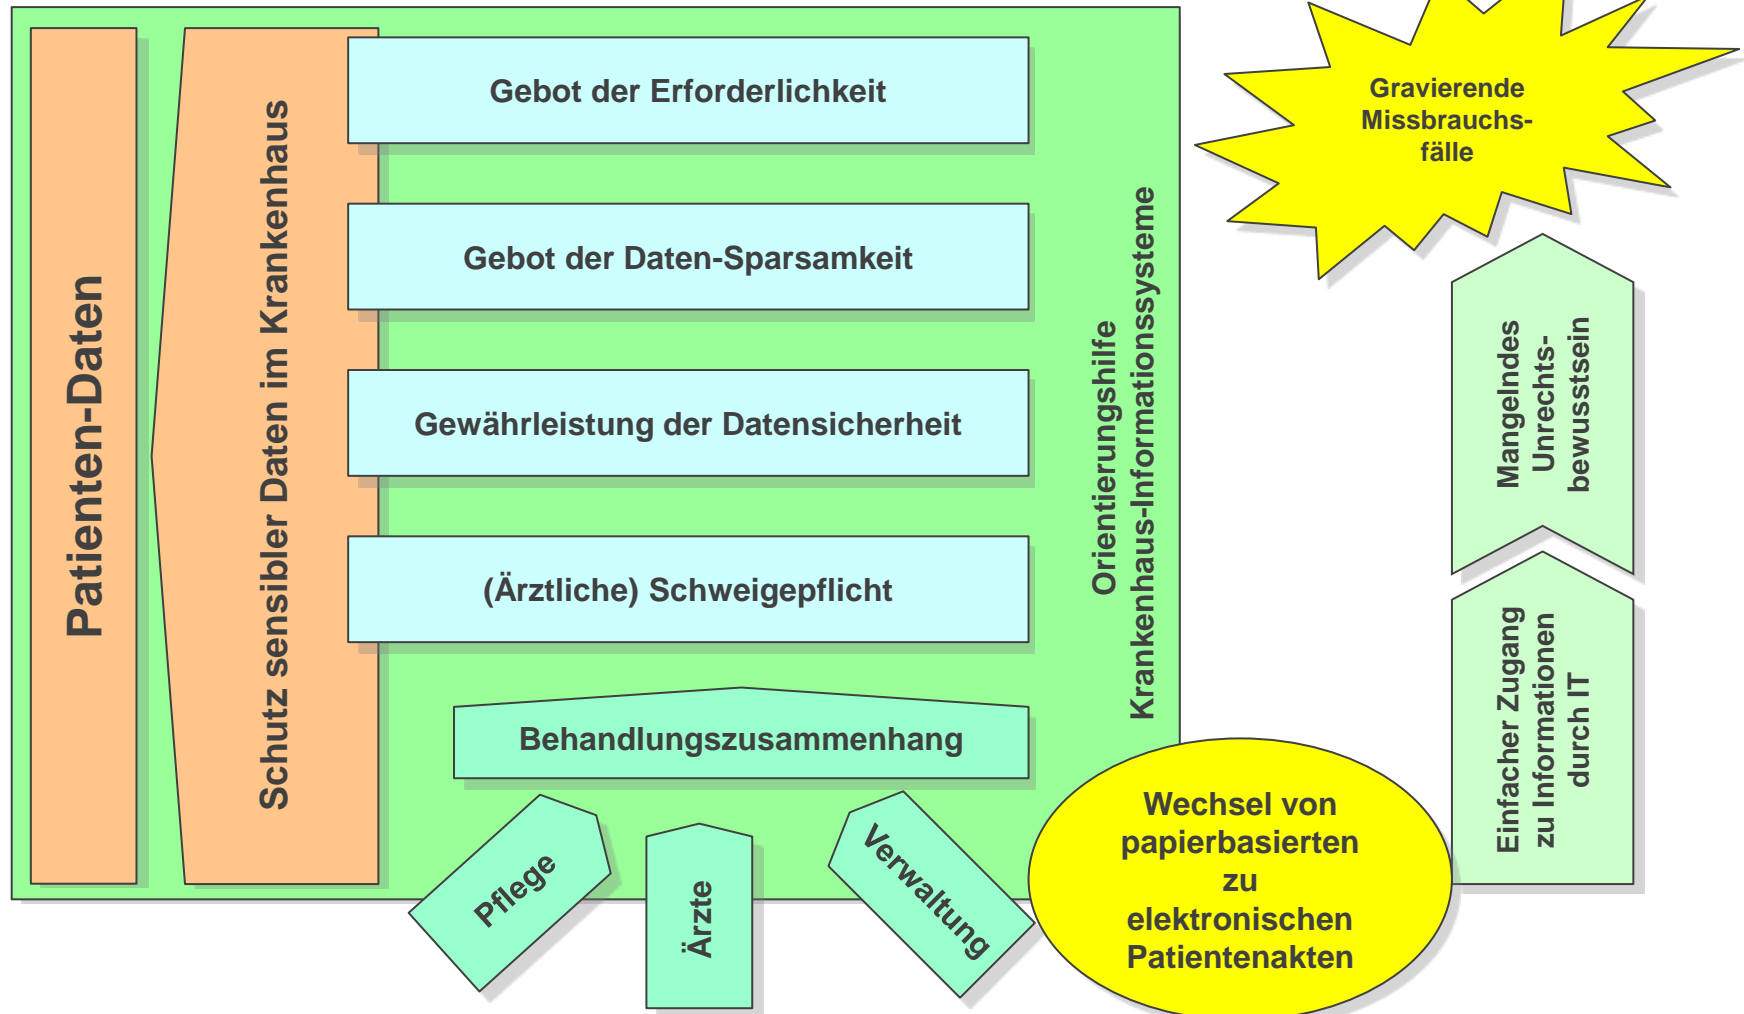 Patienten-Daten
Schutz sensibler Daten im Krankenhaus
Gebot der Erforderlichkeit
Gebot der Daten-Sparsamkeit
Gewährleistung der Datensicherheit
(Ärztliche) Schweigepflicht
Behandlungszusammenhang
Pflege
Ärzte
Verwaltung
Orientierungshilfe
Krankenhaus-Informationssysteme
Wechsel von
papierbasierten
zu
elektronischen
Patientenakten
Einfacher Zugang
zu Informationen
durch IT
Mangelndes
Unrechts-
bewusstsein
Gravierende
Missbrauchs-
fälle